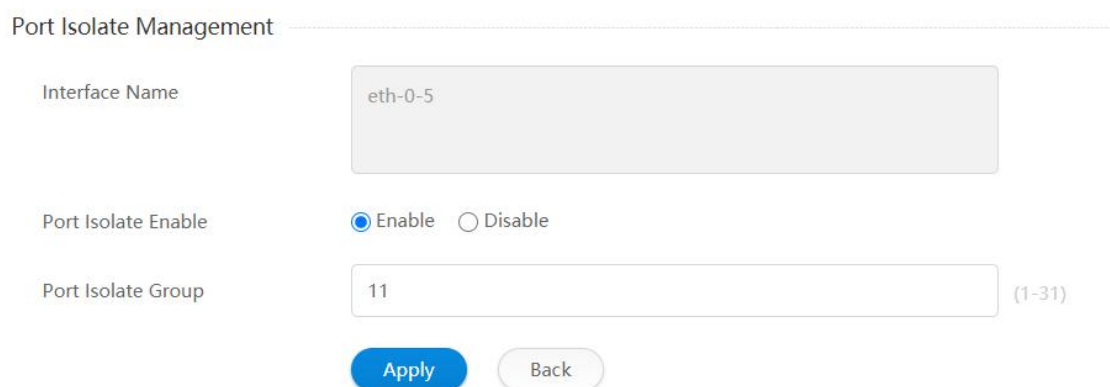 Port Isolate Management
Interface Name
eth-0-5
Port Isolate Enable
Enable Disable
Port Isolate Group
11
(1-31)
Apply Back